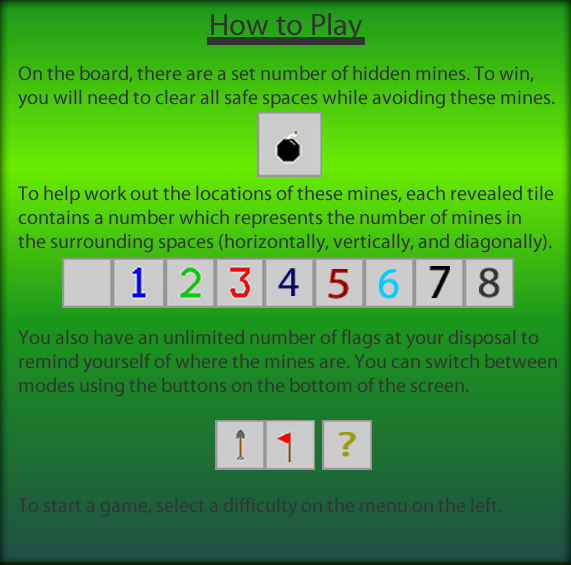 How to Play
On the board, there are a set number of hidden mines. To win,
you will need to clear all safe spaces while avoiding these mines.
To help work out the locations of these mines, each revealed tile
contains a number which represents the number of mines in
the surrounding spaces (horizontally, vertically, and diagonally).
1 2 3 4 5 6 7 8
You also have an unlimited number of flags at your disposal to
remind yourself of where the mines are. You can switch between
modes using the buttons on the bottom of the screen.
?
To start a game, select a difficulty on the menu on the left.